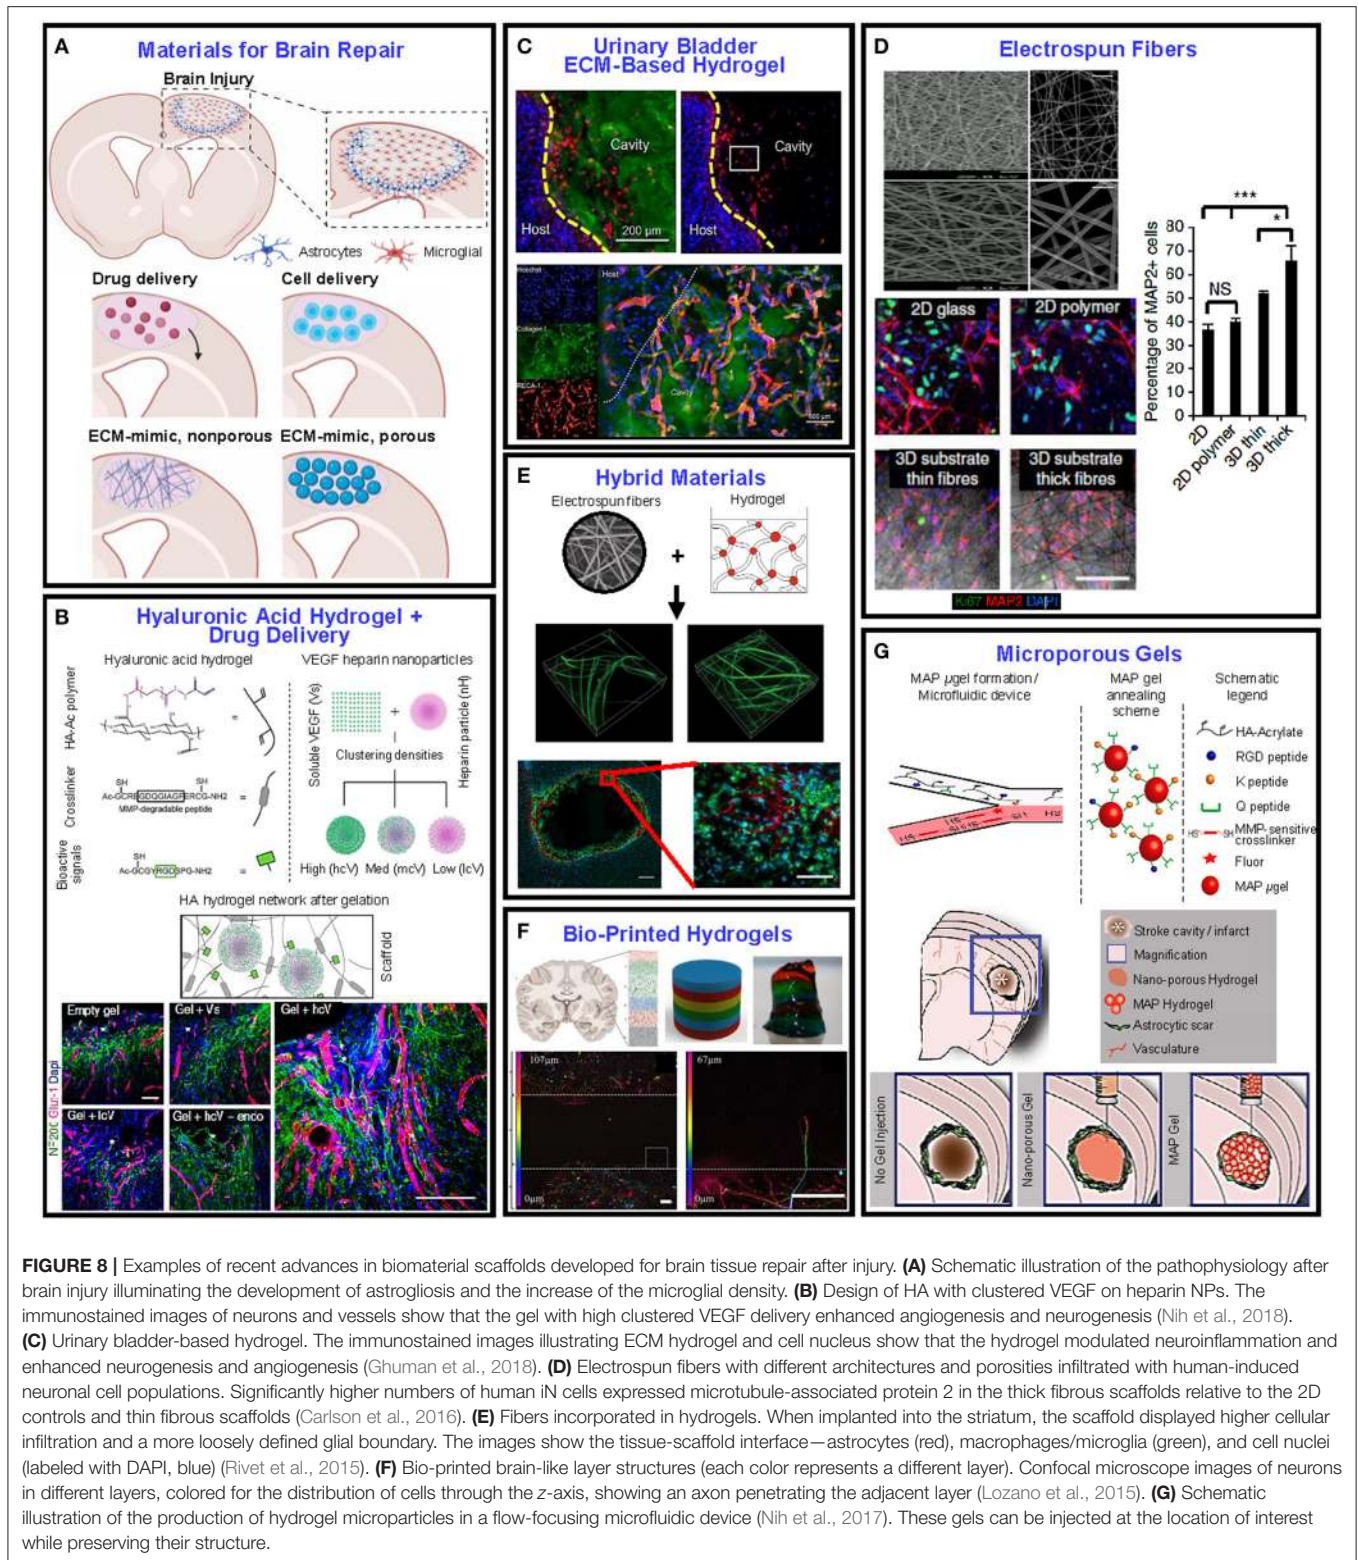 A
Materials for Brain Repair
Brain Injury
Astrocytes
Microglial
Drug delivery
Cell delivery
ECM-mimic, nonporous
ECM-mimic, porous
B
Hyaluronic Acid Hydrogel +
Drug Delivery
Hyaluronic acid hydrogel
VEGF heparin nanoparticles
HA-Ac polymer
=
Soluble VEGF (Vs)
+
Heparin particle (nH)
Clustering densities
Crosslinker
SH
SH
MMP-degradable peptide
=
High (hcV)
Med (mcV)
Low (lcV)
Bioactive
signals
SH
Ac-GCGYRGDSPG-NH2
=
HA hydrogel network after gelation
Scaffold
Empty gel
Gel + Vs
Gel + hcV
Gel + lcV
Gel + hcV – enco
Glut-1 Dapi
C
Urinary Bladder
ECM-Based Hydrogel
Cavity
Host
200 µm
Cavity
Host
Hoechst
Collagen I
RECA-1
Host
Cavity
D
Electrospun Fibers
2D glass
2D polymer
3D substrate
thin fibres
3D substrate
thick fibres
Ki67 MAP2 DAPI
Percentage of MAP2+ cells
80
70
60
50
40
30
20
10
0
NS
***
*
2D
2D polymer
3D thin
3D thick
E
Hybrid Materials
Electrospun fibers
Hydrogel
+
F
Bio-Printed Hydrogels
107µm
0µm
67µm
0µm
G
Microporous Gels
MAP µgel formation /
Microfluidic device
MAP gel
annealing
scheme
Schematic
legend
HA-Acrylate
RGD peptide
K peptide
Q peptide
HS
SH
MMP-sensitive
crosslinker
Fluor
MAP µgel
Stroke cavity / infarct
Magnification
Nano-porous Hydrogel
MAP Hydrogel
Astrocytic scar
Vasculature
No Gel Injection
Nano-porous Gel
MAP Gel
FIGURE 8 | Examples of recent advances in biomaterial scaffolds developed for brain tissue repair after injury. (A) Schematic illustration of the pathophysiology after
brain injury illuminating the development of astrogliosis and the increase of the microglial density. (B) Design of HA with clustered VEGF on heparin NPs. The
immunostained images of neurons and vessels show that the gel with high clustered VEGF delivery enhanced angiogenesis and neurogenesis (Nih et al., 2018).
(C) Urinary bladder-based hydrogel. The immunostained images illustrating ECM hydrogel and cell nucleus show that the hydrogel modulated neuroinflammation and
enhanced neurogenesis and angiogenesis (Ghuman et al., 2018). (D) Electrospun fibers with different architectures and porosities infiltrated with human-induced
neuronal cell populations. Significantly higher numbers of human iN cells expressed microtubule-associated protein 2 in the thick fibrous scaffolds relative to the 2D
controls and thin fibrous scaffolds (Carlson et al., 2016). (E) Fibers incorporated in hydrogels. When implanted into the striatum, the scaffold displayed higher cellular
infiltration and a more loosely defined glial boundary. The images show the tissue-scaffold interface—astrocytes (red), macrophages/microglia (green), and cell nuclei
(labeled with DAPI, blue) (Rivet et al., 2015). (F) Bio-printed brain-like layer structures (each color represents a different layer). Confocal microscope images of neurons
in different layers, colored for the distribution of cells through the z-axis, showing an axon penetrating the adjacent layer (Lozano et al., 2015). (G) Schematic
illustration of the production of hydrogel microparticles in a flow-focusing microfluidic device (Nih et al., 2017). These gels can be injected at the location of interest
while preserving their structure.